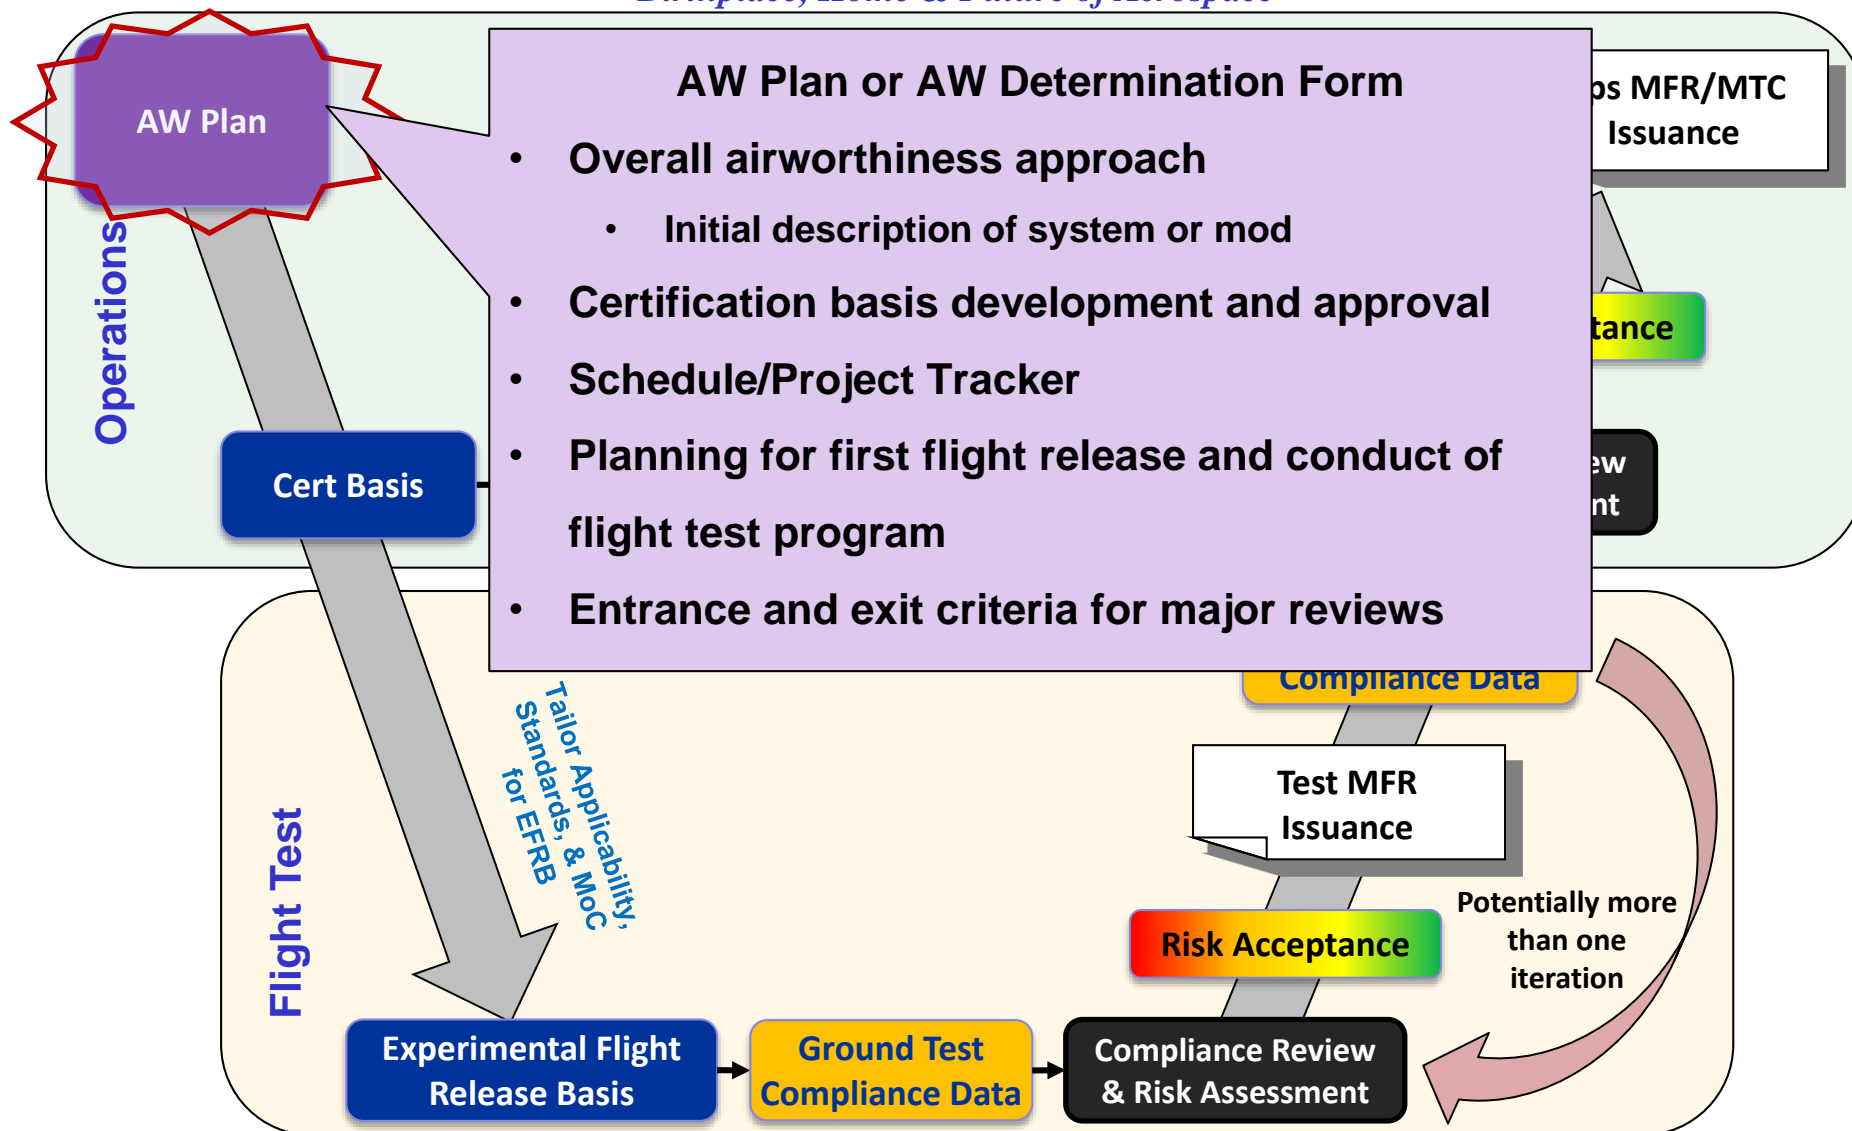 AW Plan
AW Plan or AW Determination Form
• Overall airworthiness approach
• Initial description of system or mod
• Certification basis development and approval
• Schedule/Project Tracker
• Planning for first flight release and conduct of
flight test program
• Entrance and exit criteria for major reviews
MFR/MTC
Issuance
Operations
Cert Basis
Compliance Data
Tailor Applicability,
Standards, & MoC
for EFRB
Test MFR
Issuance
Flight Test
Risk Acceptance
Potentially more
than one
iteration
Experimental Flight
Release Basis
Ground Test
Compliance Data
Compliance Review
& Risk Assessment